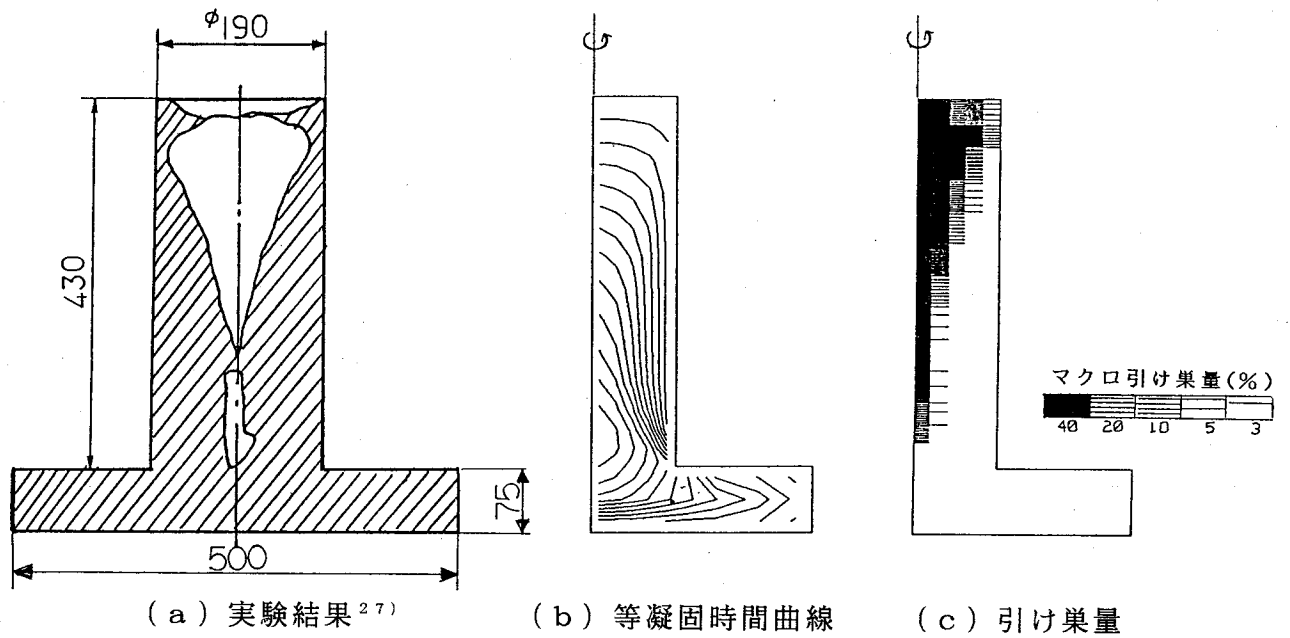 φ190
430
75
500
マクロ引け巣量(%)
40 20 10 5 3
(a) 実験結果27)
(b) 等凝固時間曲線
(c) 引け巣量